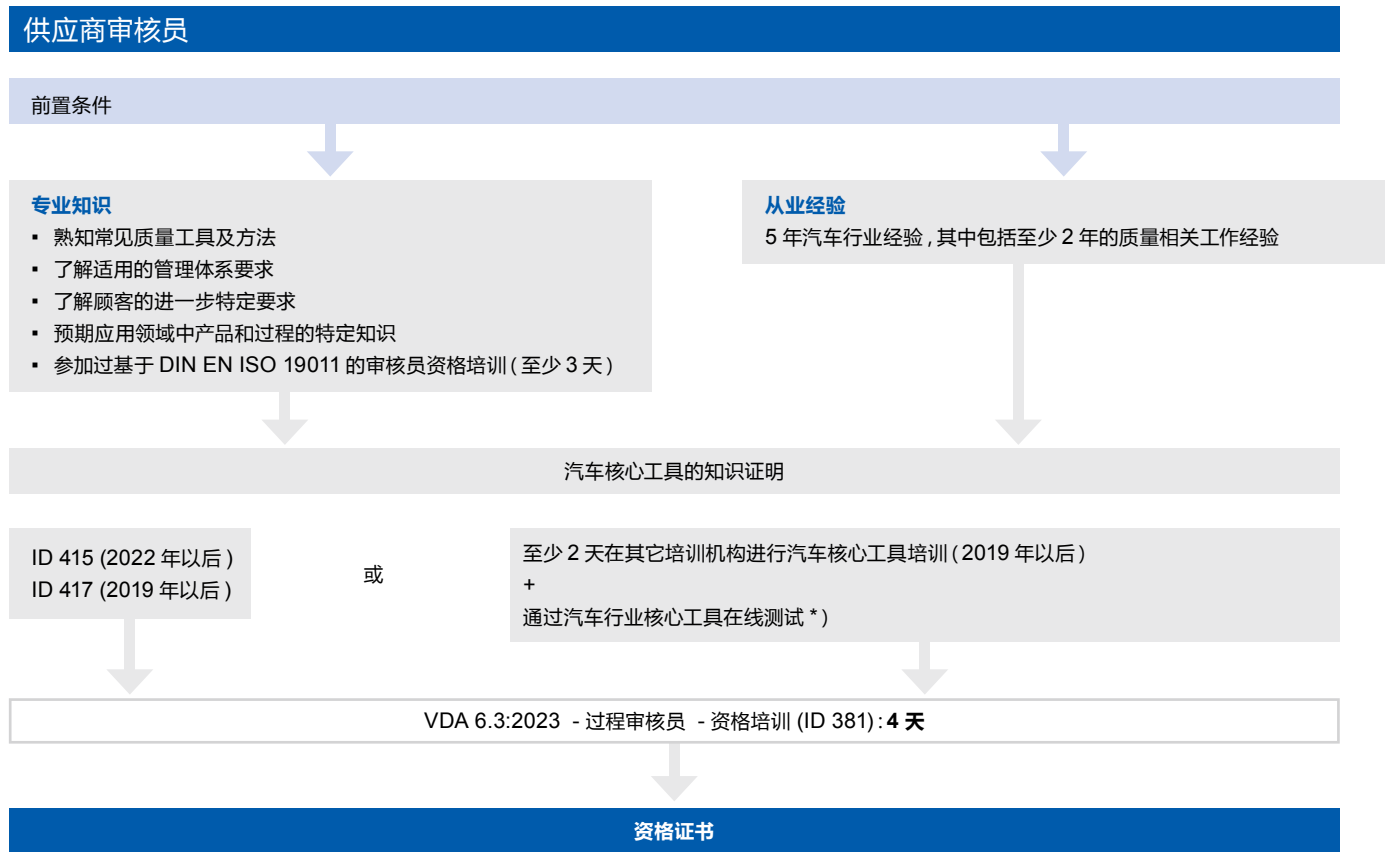 供应商审核员
前置条件
专业知识
▪ 熟知常见质量工具及方法
▪ 了解适用的管理体系要求
▪ 了解顾客的进一步特定要求
▪ 预期应用领域中产品和过程的特定知识
▪ 参加过基于 DIN EN ISO 19011 的审核员资格培训(至少 3 天)
从业经验
5 年汽车行业经验,其中包括至少 2 年的质量相关工作经验
汽车核心工具的知识证明
ID 415 (2022 年以后)
ID 417 (2019 年以后)
或
至少 2 天在其它培训机构进行汽车核心工具培训(2019 年以后)
+
通过汽车行业核心工具在线测试 *)
VDA 6.3:2023 - 过程审核员 - 资格培训 (ID 381): 4 天
资格证书